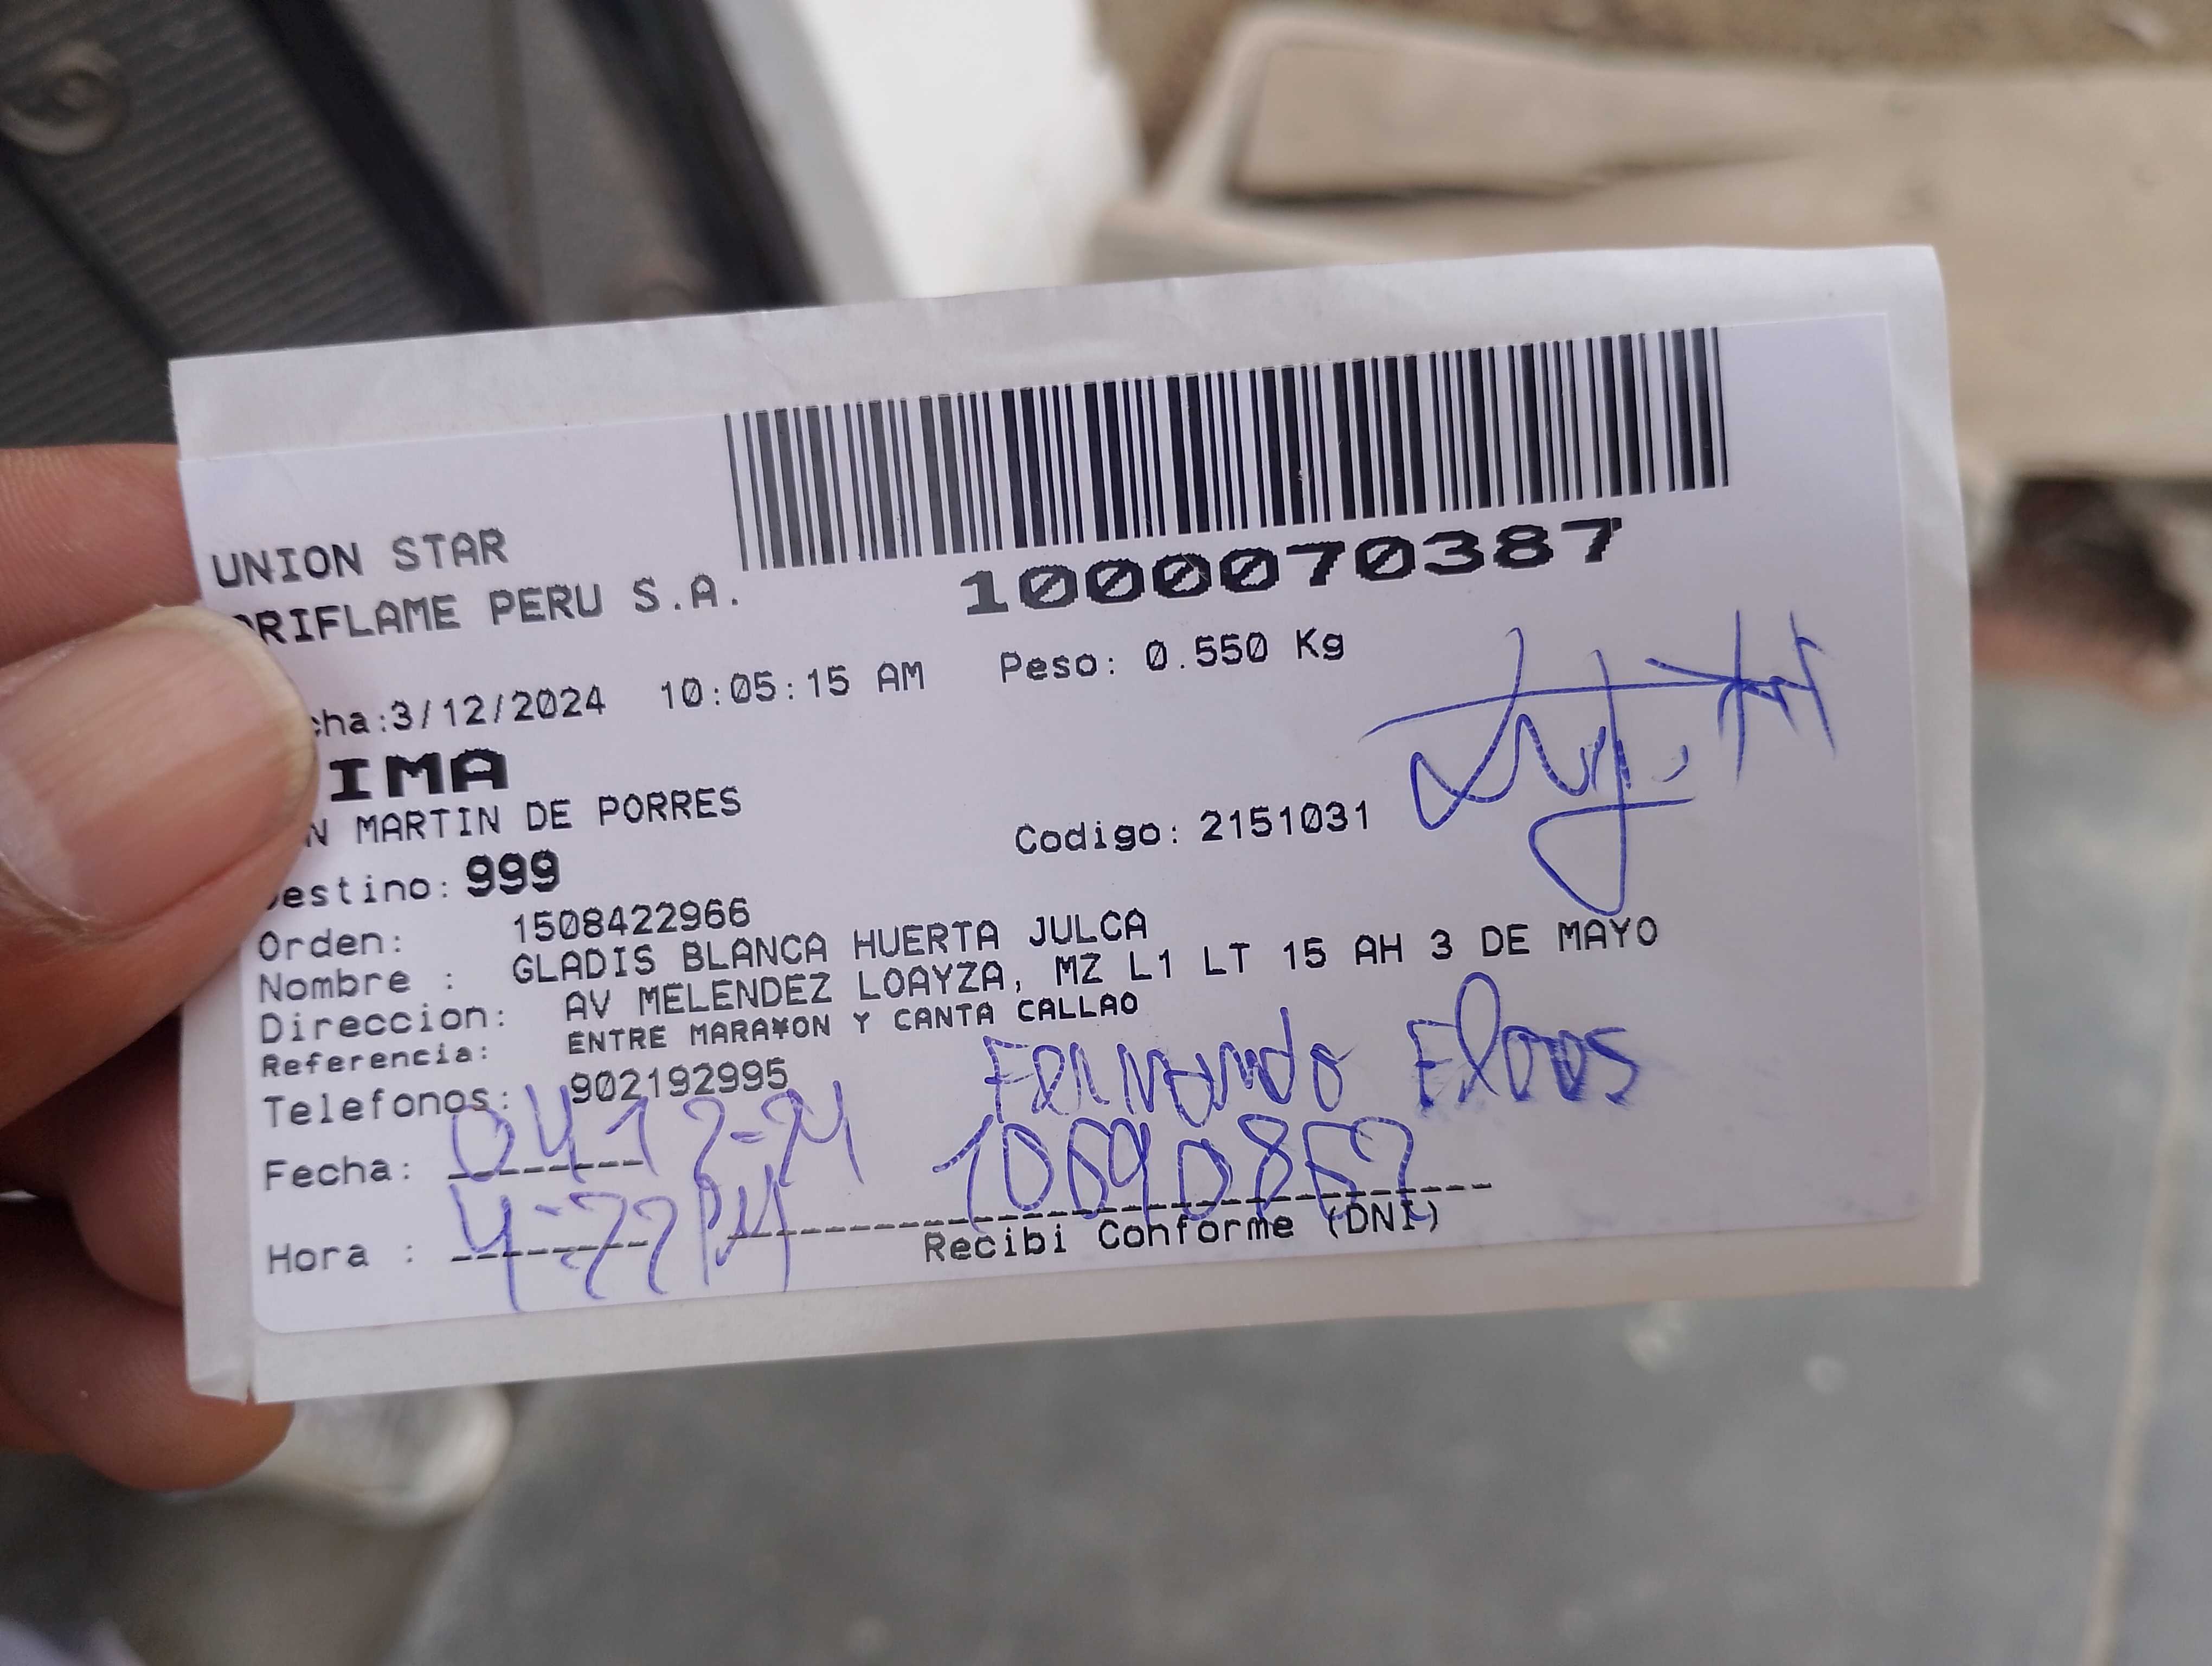 UNION STAR
ORIFLAME PERU S.A.
1000070387
cha:3/12/2024 10:05:15 AM Peso: 0.550 Kg
IMA
N MARTIN DE PORRES
Codigo: 2151031
Destino: 999
Orden: 1508422966
Nombre : GLADIS BLANCA HUERTA JULCA
Direccion: AV MELENDEZ LOAYZA, MZ L1 LT 15 AH 3 DE MAYO
Referencia: ENTRE MARA¥ON Y CANTA CALLAO
Telefonos: 902192995
Fernando
Fecha: 04 12-24
Hora : 4-22 PM
Recibi Conforme (DNI)